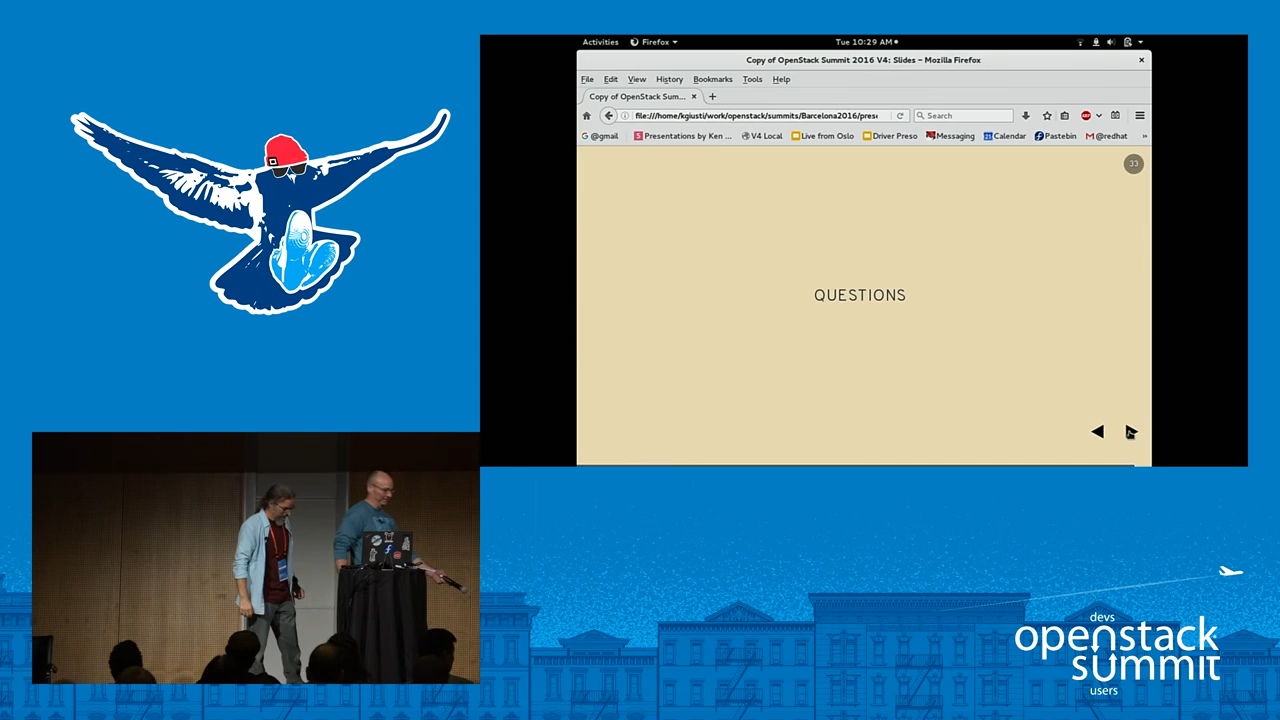 Activities Firefox Tue 10:29 AM
Copy of OpenStack Summit 2016 V4: Slides – Mozilla Firefox
File Edit View History Bookmarks Tools Help
Copy of OpenStack Sum...
file:///home/kgiusti/work/openstack/summits/Barcelona2016/prese Search
@gmail Presentations by Ken ... V4 Local Live from Oslo Driver Preso Messaging Calendar Pastebin @redhat
33
QUESTIONS
devs
openstack
summit
users